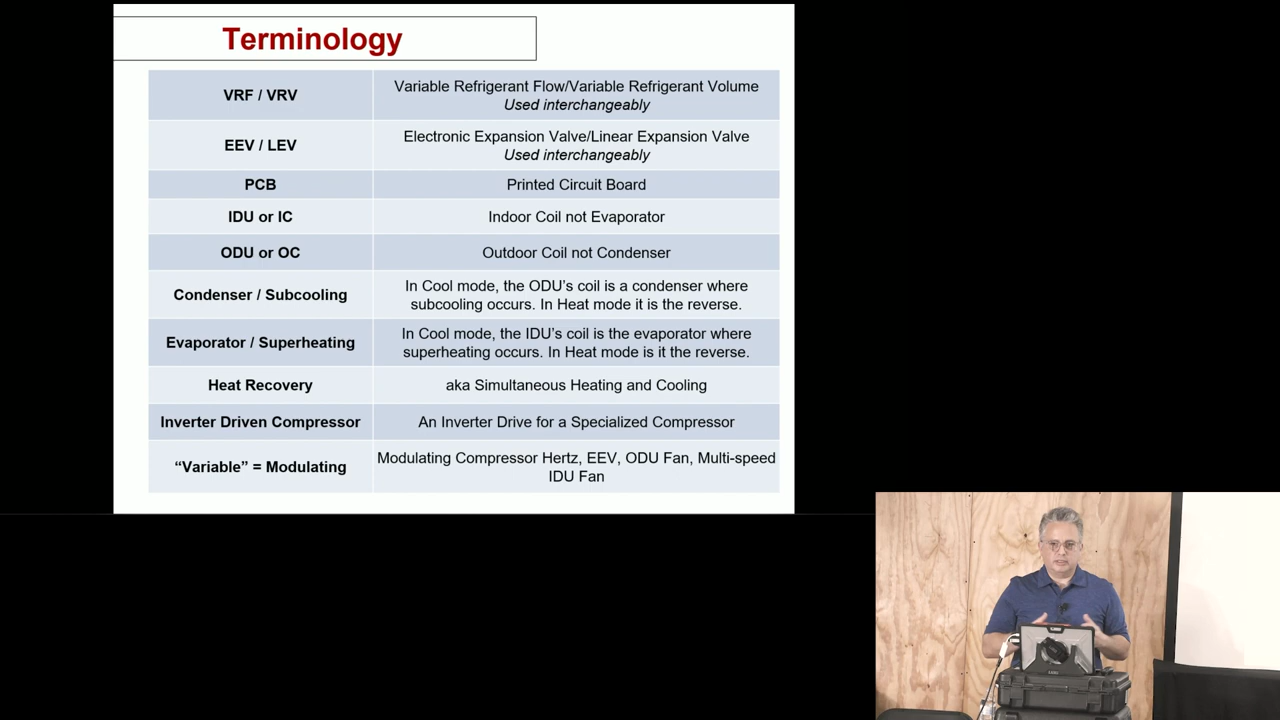 Terminology
VRF / VRV
Variable Refrigerant Flow/Variable Refrigerant Volume
Used interchangeably
EEV / LEV
Electronic Expansion Valve/Linear Expansion Valve
Used interchangeably
PCB
Printed Circuit Board
IDU or IC
Indoor Coil not Evaporator
ODU or OC
Outdoor Coil not Condenser
Condenser / Subcooling
In Cool mode, the ODU's coil is a condenser where
subcooling occurs. In Heat mode it is the reverse.
Evaporator / Superheating
In Cool mode, the IDU's coil is the evaporator where
superheating occurs. In Heat mode is it the reverse.
Heat Recovery
aka Simultaneous Heating and Cooling
Inverter Driven Compressor
An Inverter Drive for a Specialized Compressor
“Variable” = Modulating
Modulating Compressor Hertz, EEV, ODU Fan, Multi-speed
IDU Fan